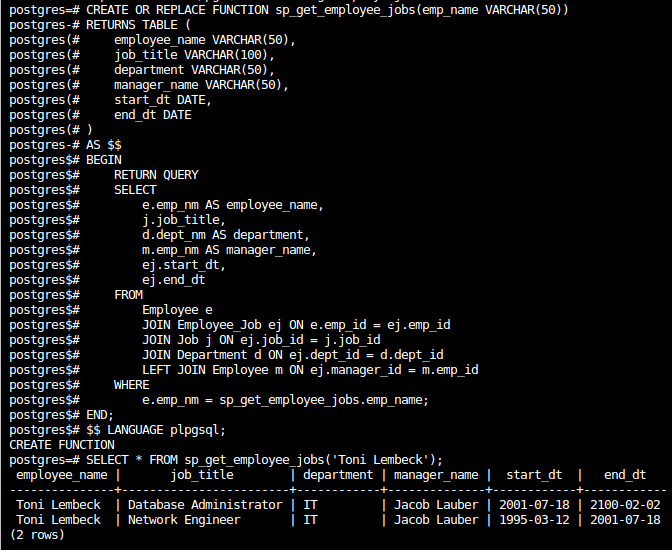 postgres=# CREATE OR REPLACE FUNCTION sp_get_employee_jobs(emp_name VARCHAR(50))
postgres-# RETURNS TABLE (
postgres(#     employee_name VARCHAR(50),
postgres(#     job_title VARCHAR(100),
postgres(#     department VARCHAR(50),
postgres(#     manager_name VARCHAR(50),
postgres(#     start_dt DATE,
postgres(#     end_dt DATE
postgres(# )
postgres-# AS $$
postgres$# BEGIN
postgres$#     RETURN QUERY
postgres$#     SELECT
postgres$#         e.emp_nm AS employee_name,
postgres$#         j.job_title,
postgres$#         d.dept_nm AS department,
postgres$#         m.emp_nm AS manager_name,
postgres$#         ej.start_dt,
postgres$#         ej.end_dt
postgres$#     FROM
postgres$#         Employee e
postgres$#         JOIN Employee_Job ej ON e.emp_id = ej.emp_id
postgres$#         JOIN Job j ON ej.job_id = j.job_id
postgres$#         JOIN Department d ON ej.dept_id = d.dept_id
postgres$#         LEFT JOIN Employee m ON ej.manager_id = m.emp_id
postgres$#     WHERE
postgres$#         e.emp_nm = sp_get_employee_jobs.emp_name;
postgres$# END;
postgres$# $$ LANGUAGE plpgsql;
CREATE FUNCTION
postgres=# SELECT * FROM sp_get_employee_jobs('Toni Lembeck');
 employee_name |       job_title        | department | manager_name |  start_dt  |   end_dt
---------------+------------------------+------------+--------------+------------+------------
 Toni Lembeck  | Database Administrator | IT         | Jacob Lauber | 2001-07-18 | 2100-02-02
 Toni Lembeck  | Network Engineer       | IT         | Jacob Lauber | 1995-03-12 | 2001-07-18
(2 rows)